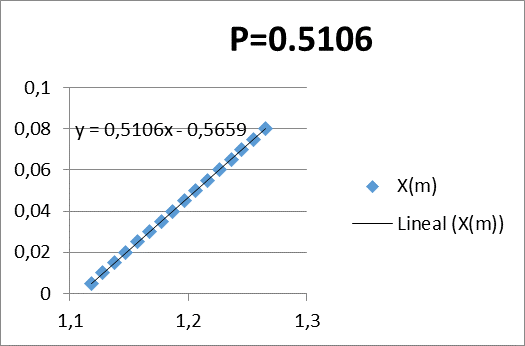 P=0.5106
0,1
0,08
0,06
0,04
0,02
0
1,1
1,2
1,3
y = 0,5106x - 0,5659
X(m)
Lineal (X(m))